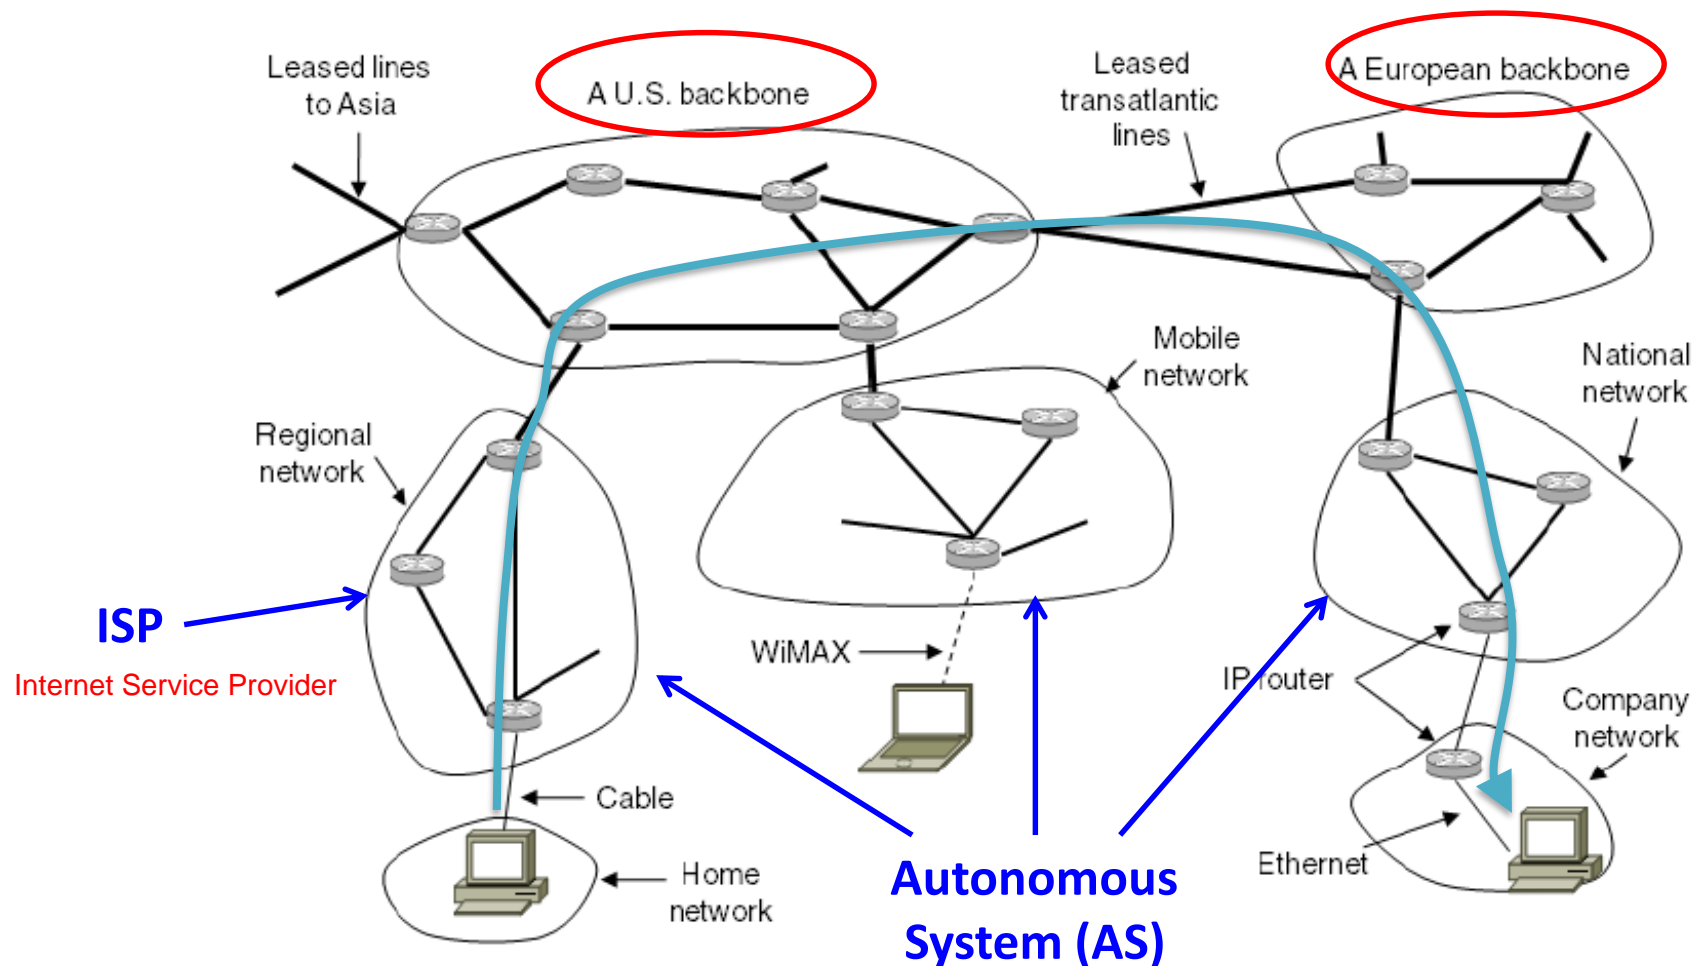 Leased lines
to Asia
A U.S. backbone
Leased
transatlantic
lines
A European backbone
Mobile
network
National
network
Regional
network
ISP
Internet Service Provider
WiMAX
IP router
Company
network
Cable
Ethernet
Home
network
Autonomous
System (AS)